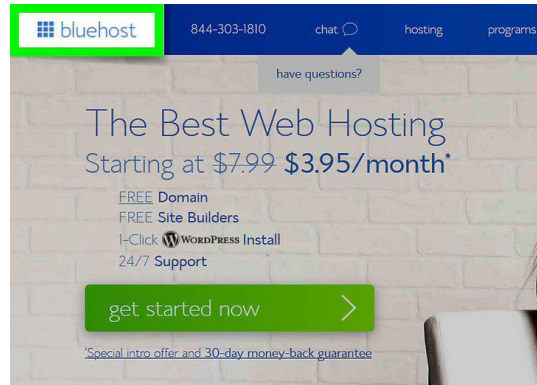 bluehost
844-303-1810
chat
hosting
programs
have questions?
The Best Web Hosting
Starting at $7.99 $3.95/month*
FREE Domain
FREE Site Builders
1-Click WORDPRESS Install
24/7 Support
get started now
*Special intro offer and 30-day money-back guarantee